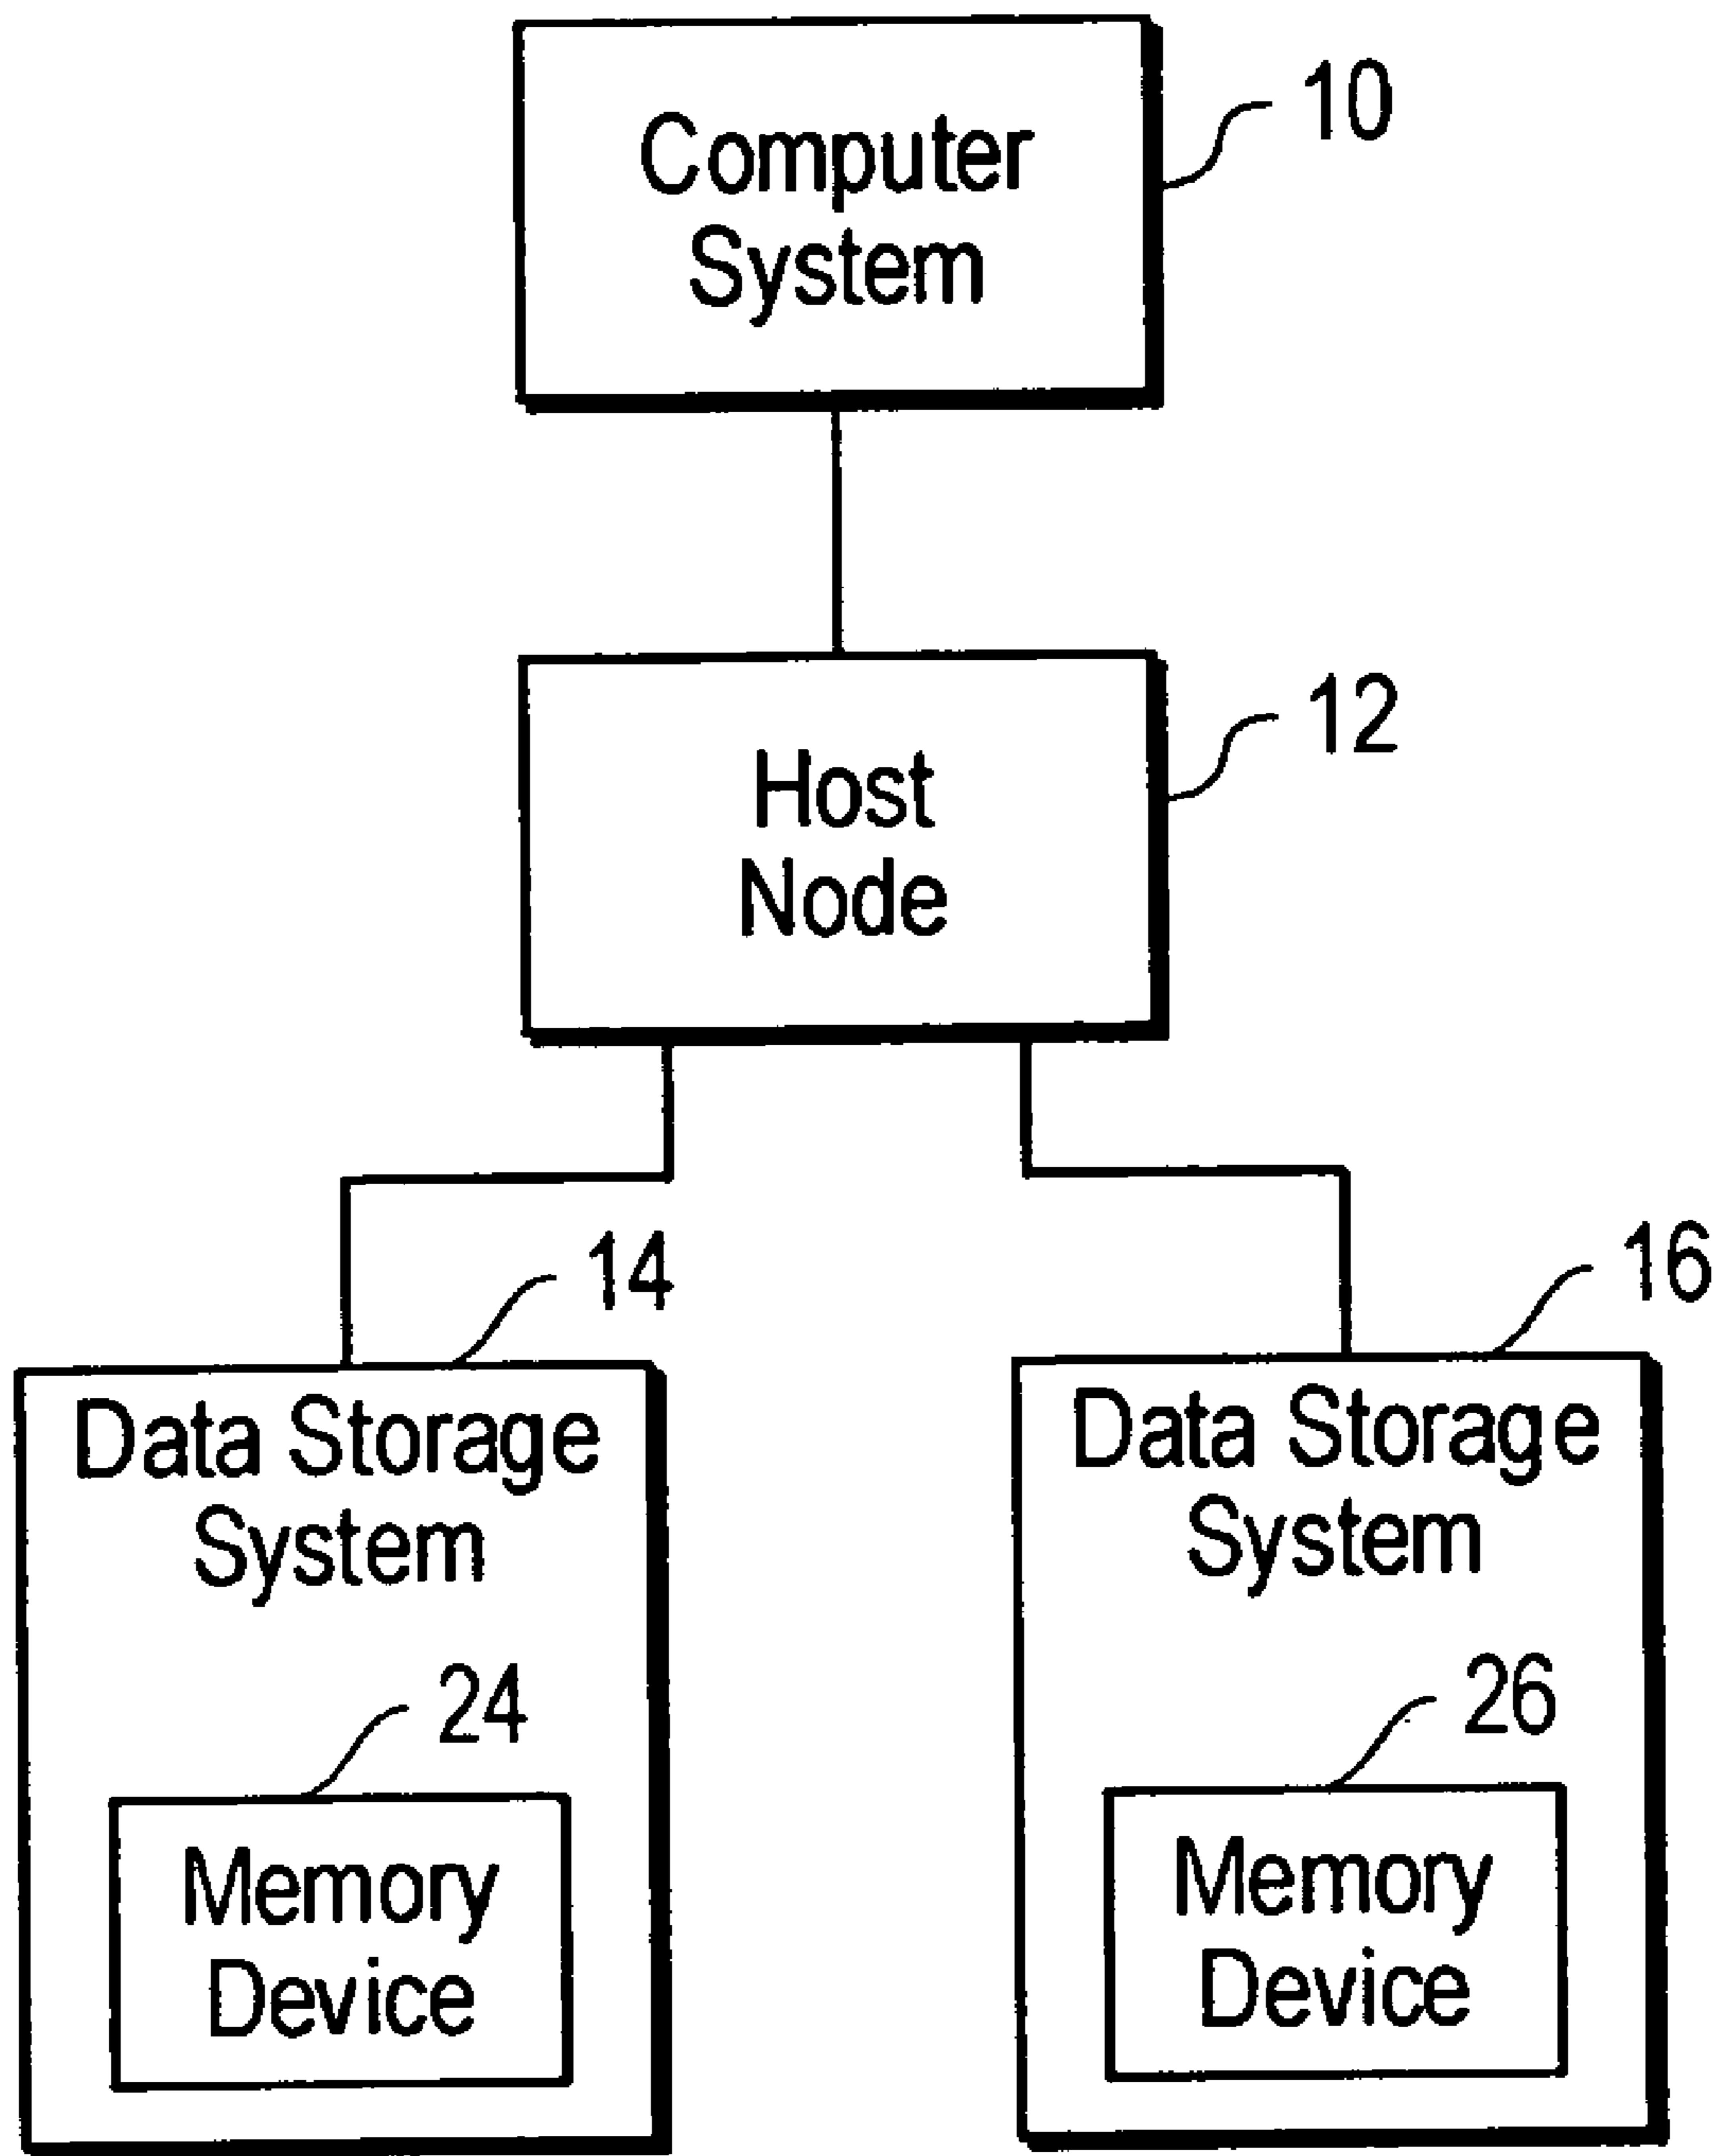 10
Computer
System
12
Host
Node
14
Data Storage
System
24
Memory
Device
16
Data Storage
System
26
Memory
Device